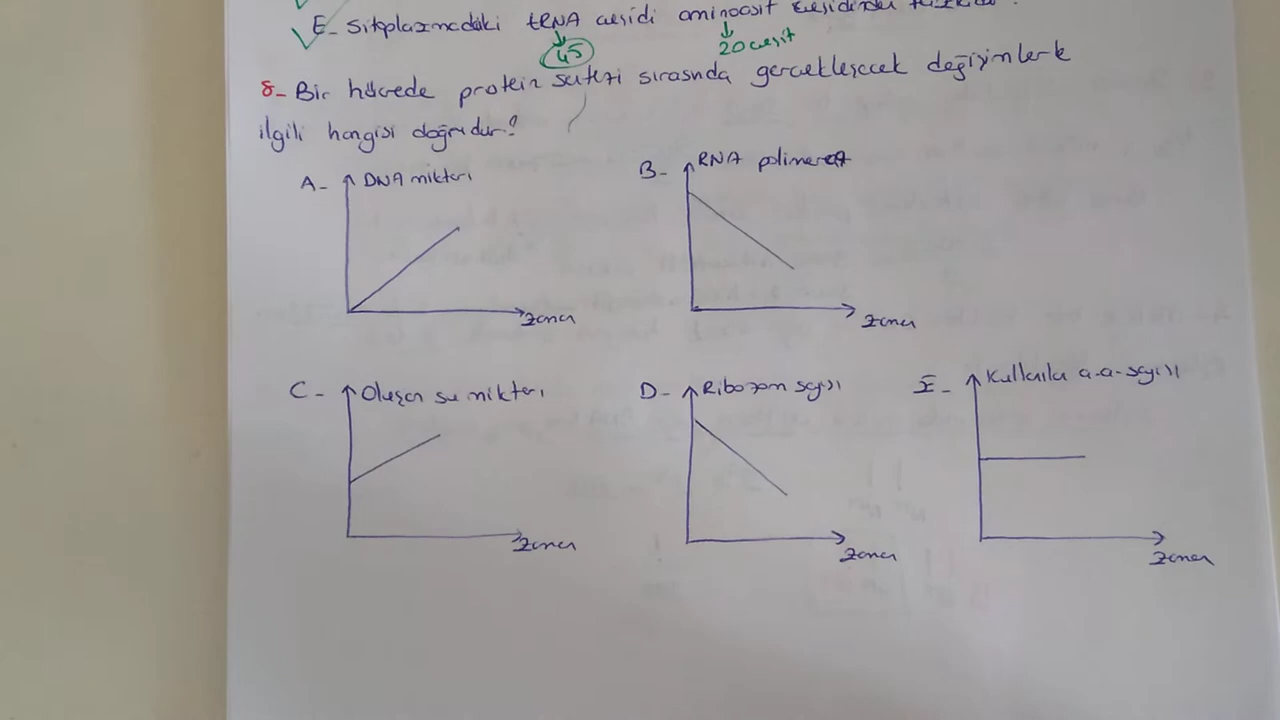 E- Sitoplazmadaki tRNA çeşidi aminoasit çeşidinden
45
20 çeşit
8- Bir hücrede protein sentezi sırasında gerçekleşecek değişimlerle
ilgili hangisi doğrudur?
A- DNA miktarı
zaman
B- RNA polimeraz
zaman
C- Oluşan su miktarı
zaman
D- Ribozom sayısı
zaman
E- Kullanılan a.a. sayısı
zaman